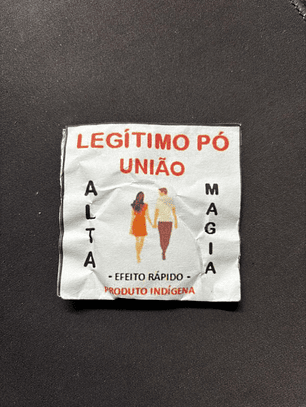 LEGÍTIMO PÓ
UNIÃO
ALTA
MAGIA
- EFEITO RÁPIDO -
PRODUTO INDÍGENA